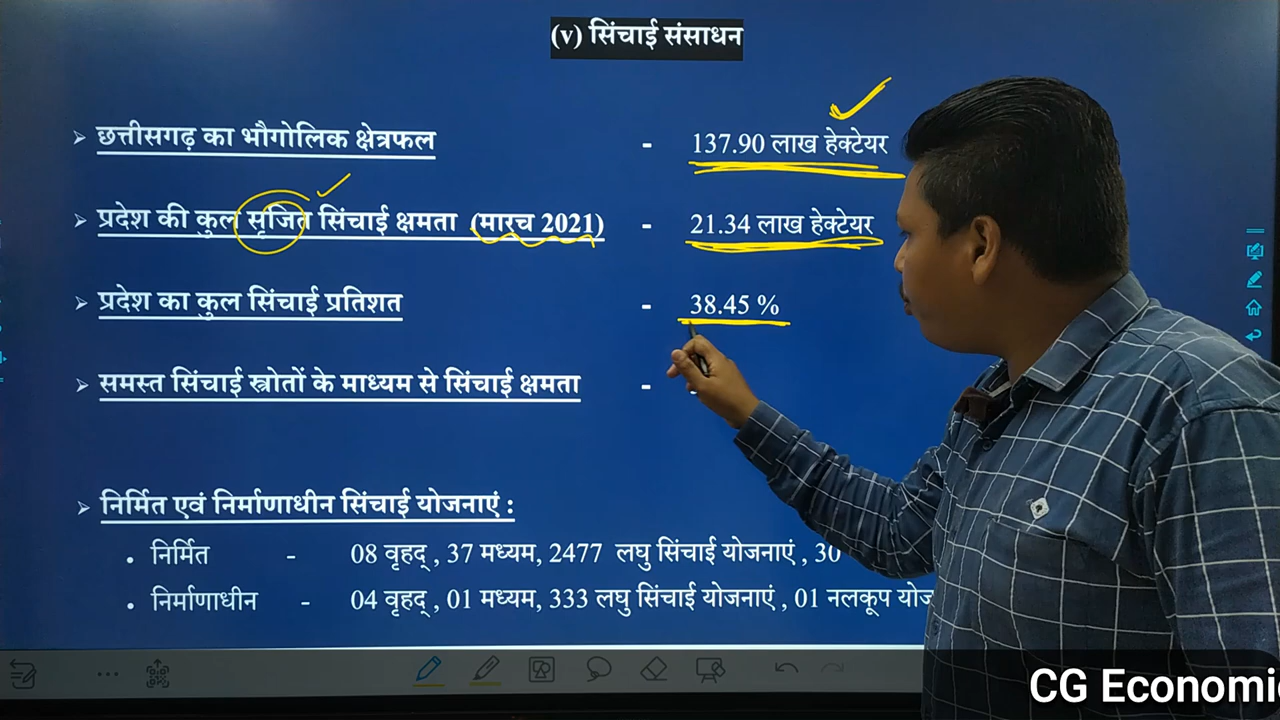 (v) सिंचाई संसाधन
➢ छत्तीसगढ़ का भौगोलिक क्षेत्रफल - 137.90 लाख हेक्टेयर
➢ प्रदेश की कुल सृजित सिंचाई क्षमता (मारच 2021) - 21.34 लाख हेक्टेयर
➢ प्रदेश का कुल सिंचाई प्रतिशत - 38.45 %
➢ समस्त सिंचाई स्त्रोतों के माध्यम से सिंचाई क्षमता -
➢ निर्मित एवं निर्माणाधीन सिंचाई योजनाएं :
• निर्मित - 08 वृहद् , 37 मध्यम, 2477 लघु सिंचाई योजनाएं , 30
• निर्माणाधीन - 04 वृहद् , 01 मध्यम, 333 लघु सिंचाई योजनाएं , 01 नलकूप
CG Economi